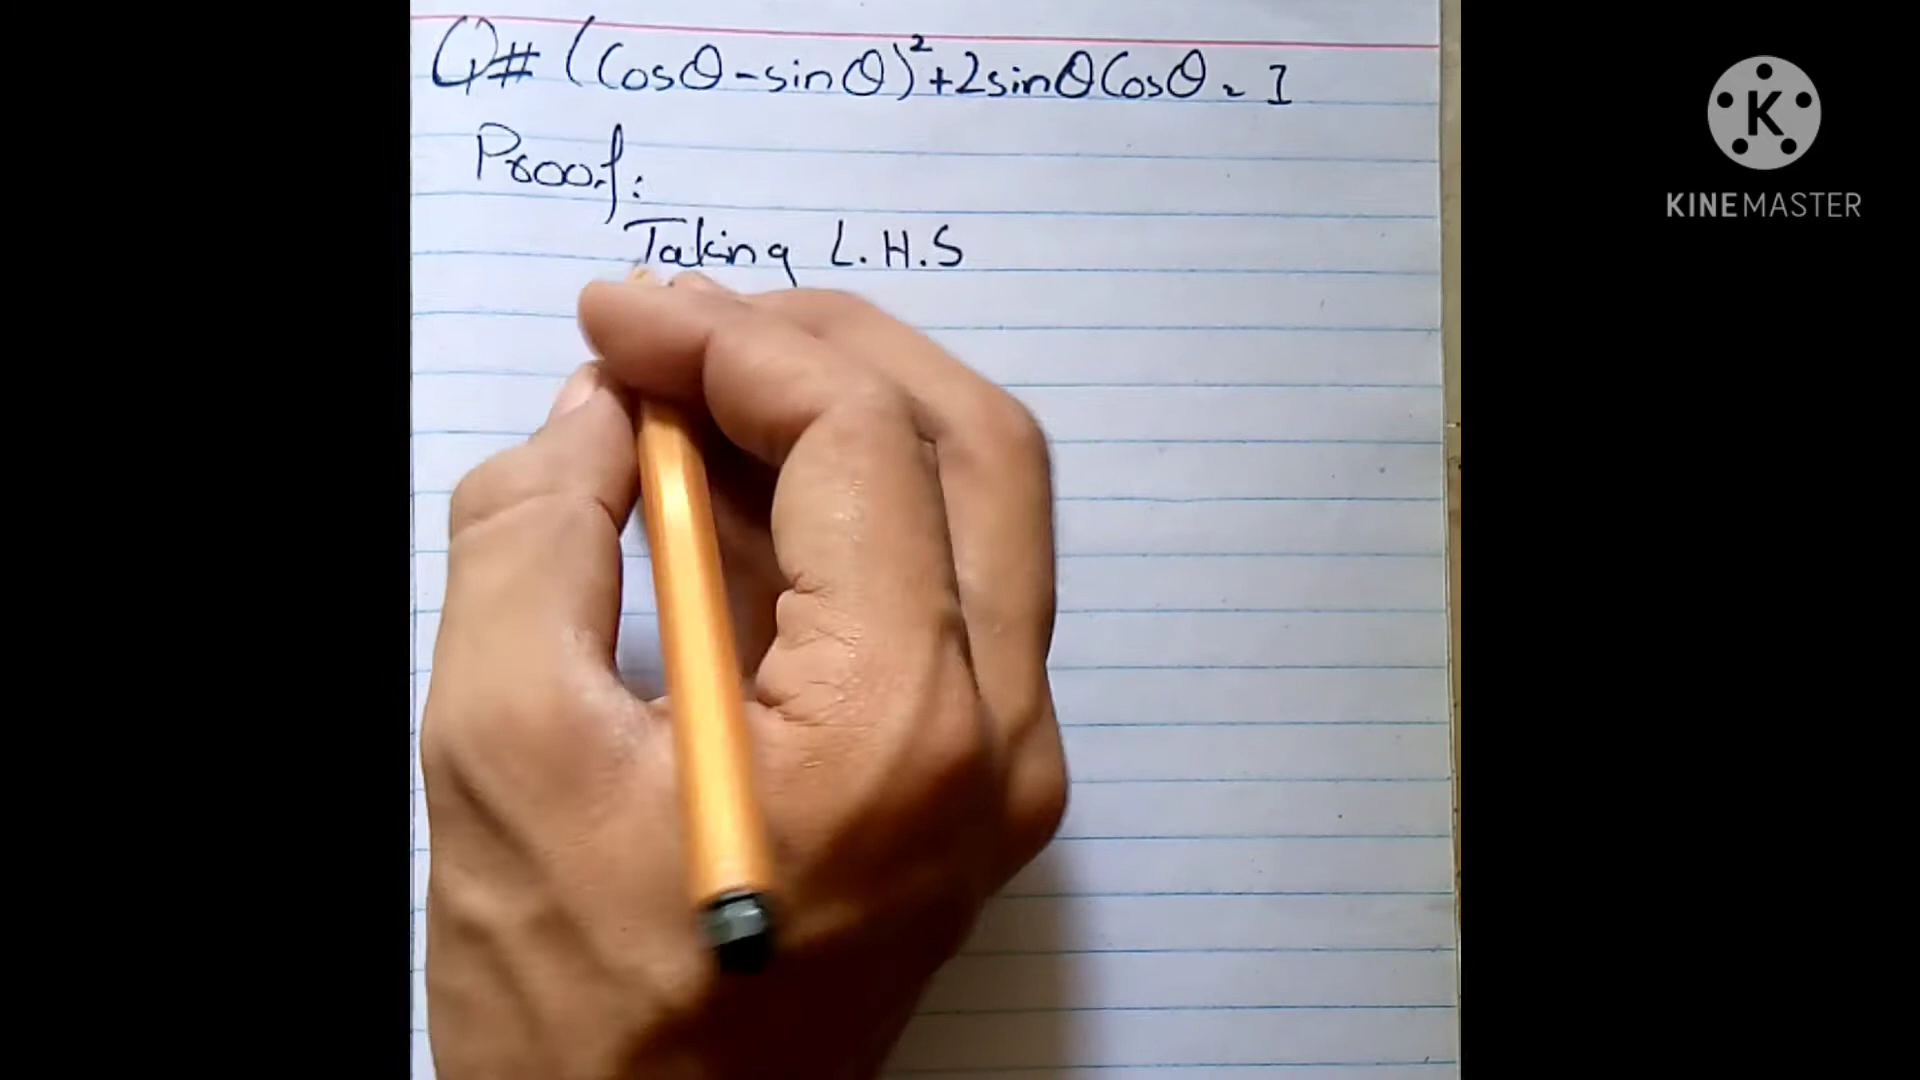 Q# (Cosθ-sinθ)²+2sinθCosθ = 1
Proof:
Taking L.H.S
K
KINEMASTER